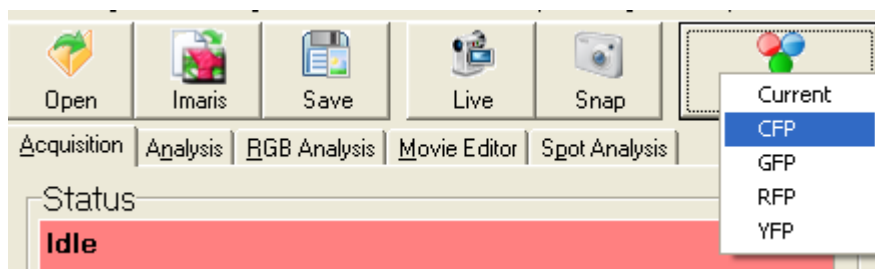 Open
Imaris
Save
Live
Snap
Current
CFP
GFP
RFP
YFP
Acquisition
Analysis
RGB Analysis
Movie Editor
Spot Analysis
Status
Idle